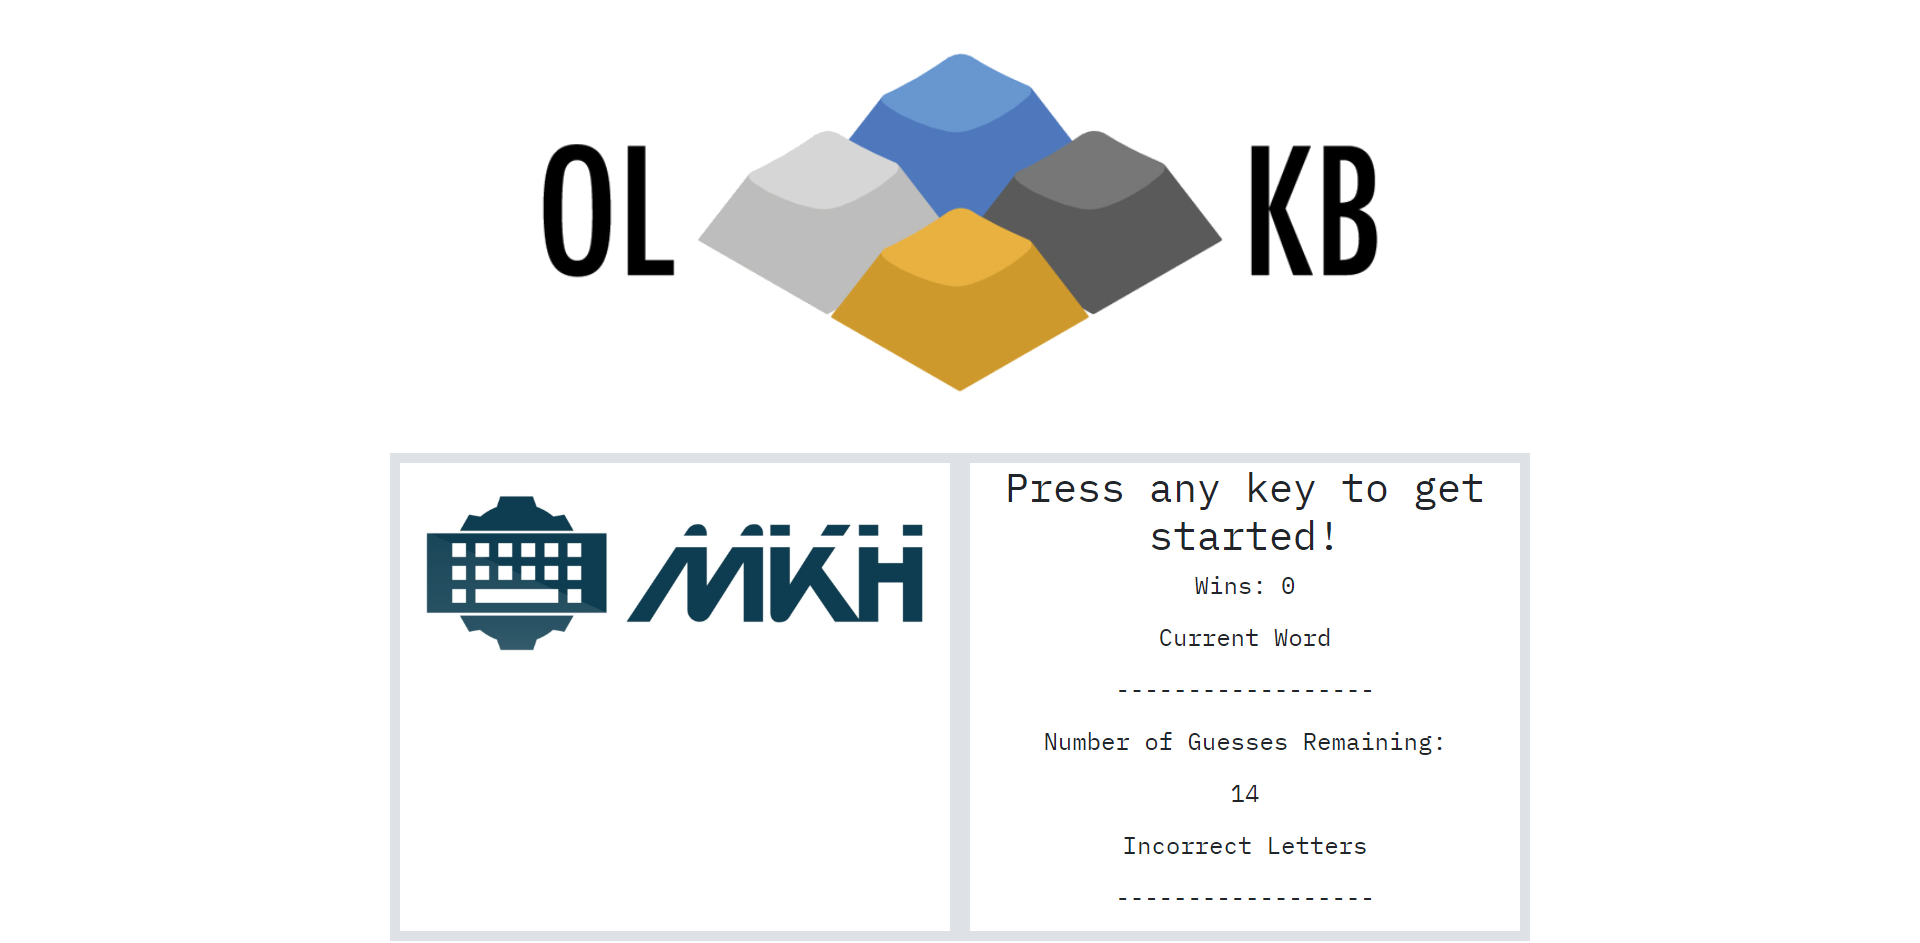 OL KB
MKH
Press any key to get
started!
Wins: 0
Current Word
------------------
Number of Guesses Remaining:
14
Incorrect Letters
------------------